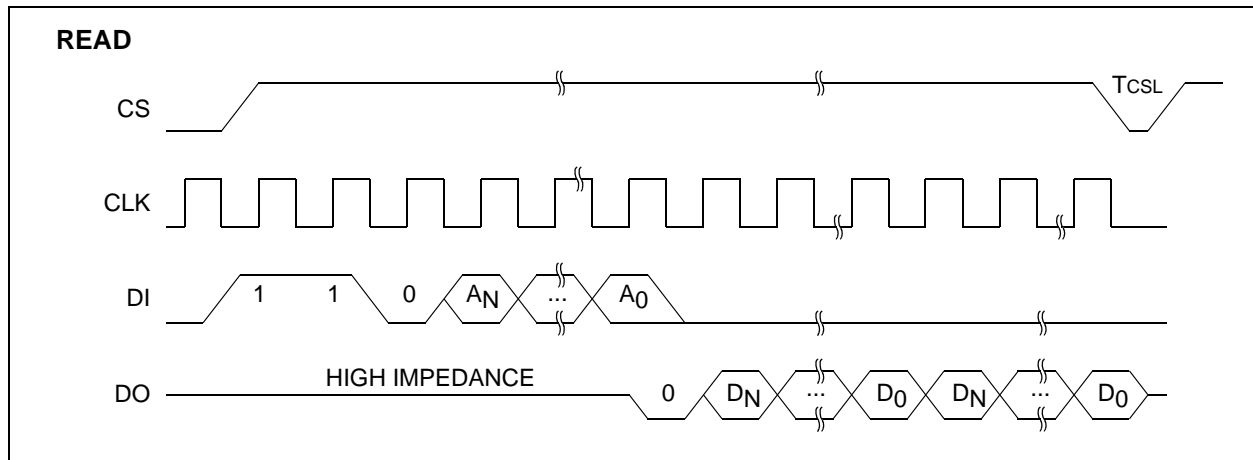 READ
CS
TCSL
CLK
DI
1 1 0 AN ... A0
DO
HIGH IMPEDANCE
0 DN ... D0 DN ... D0